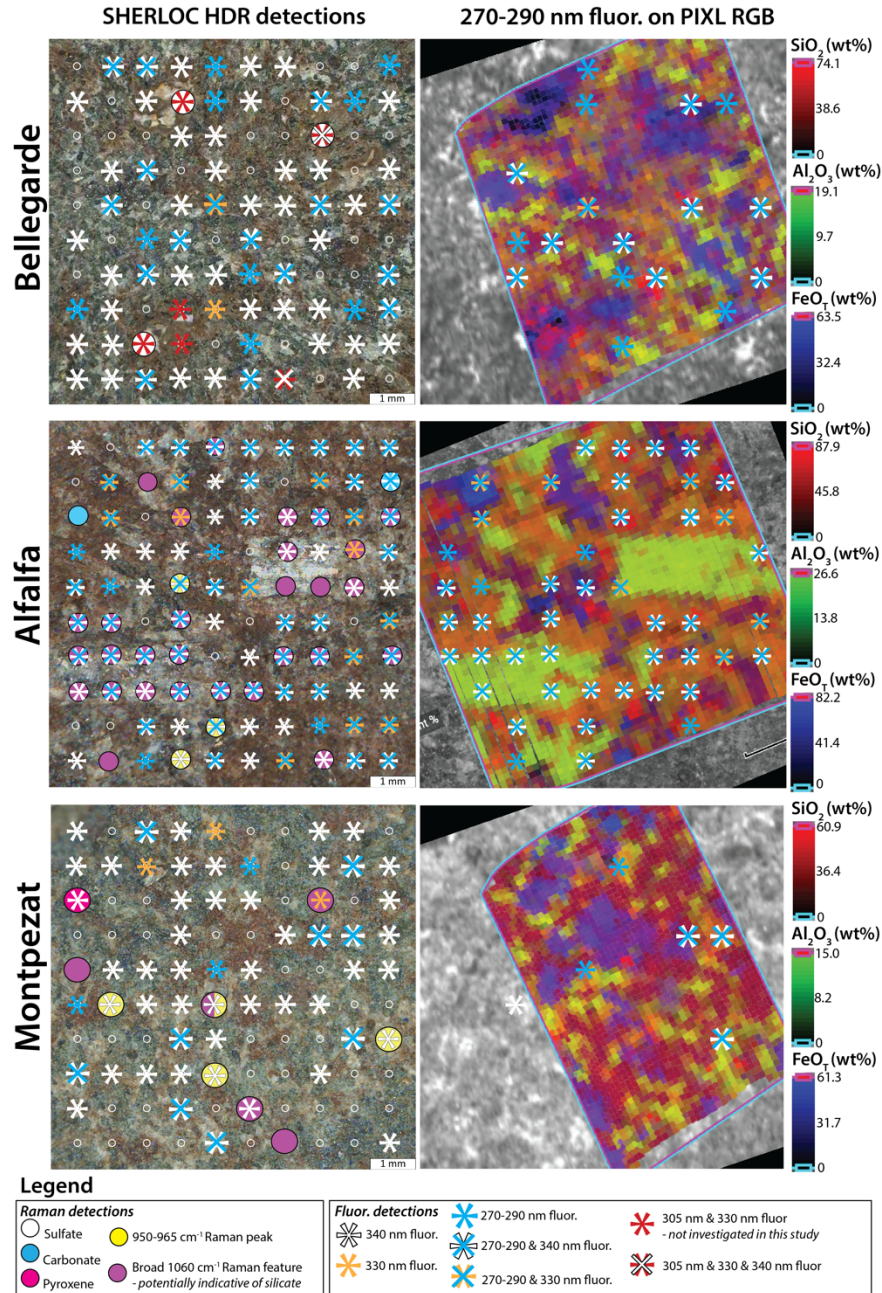 SHERLOC HDR detections
270-290 nm fluor. on PIXL RGB
Bellegarde
1 mm
SiO₂ (wt%)
74.1
38.6
0
Al₂O₃ (wt%)
19.1
9.7
0
FeOT (wt%)
63.5
32.4
0
Alfalfa
1 mm
nt %
SiO₂ (wt%)
87.9
45.8
0
Al₂O₃ (wt%)
26.6
13.8
0
FeOT (wt%)
82.2
41.4
0
Montpezat
1 mm
SiO₂ (wt%)
60.9
36.4
0
Al₂O₃ (wt%)
15.0
8.2
0
FeOT (wt%)
61.3
31.7
0
Legend
Raman detections
Sulfate
Carbonate
Pyroxene
950-965 cm⁻¹ Raman peak
Broad 1060 cm⁻¹ Raman feature
- potentially indicative of silicate
Fluor. detections
340 nm fluor.
330 nm fluor.
270-290 nm fluor.
270-290 & 340 nm fluor.
270-290 & 330 nm fluor.
305 nm & 330 nm fluor
- not investigated in this study
305 nm & 330 & 340 nm fluor